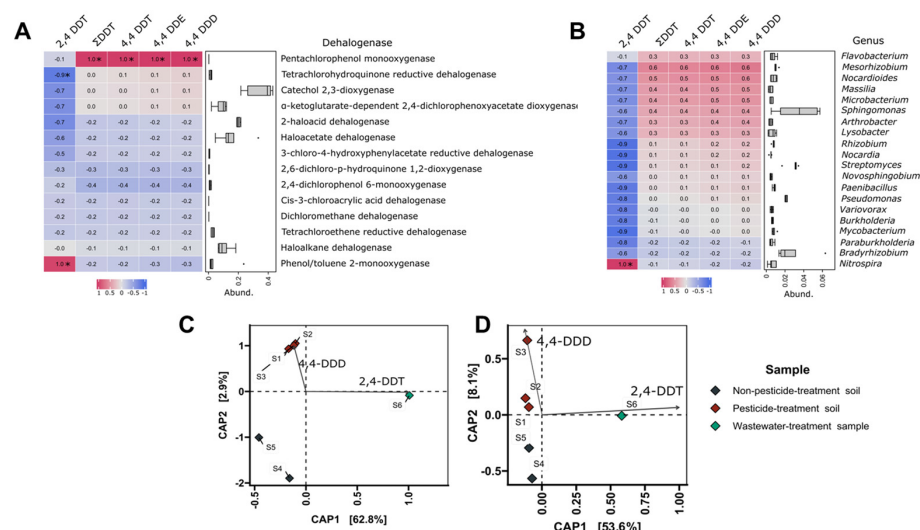 A
2,4 DDT ΣDDT 4,4 DDT 4,4 DDE 4,4 DDD
Dehalogenase
-0.1 1.0* 1.0* 1.0* 1.0* Pentachlorophenol monooxygenase
-0.9* 0.0 0.1 0.1 0.1 Tetrachlorohydroquinone reductive dehalogenase
-0.7 0.0 0.0 0.1 0.1 Catechol 2,3-dioxygenase
-0.7 0.0 0.0 0.1 0.1 α-ketoglutarate-dependent 2,4-dichlorophenoxyacetate dioxygenase
-0.7 -0.2 -0.2 -0.2 -0.2 2-haloacid dehalogenase
-0.6 -0.2 -0.2 -0.2 -0.2 Haloacetate dehalogenase
-0.5 -0.2 -0.2 -0.2 -0.2 3-chloro-4-hydroxyphenylacetate reductive dehalogenase
-0.3 -0.3 -0.3 -0.3 -0.3 2,6-dichloro-p-hydroquinone 1,2-dioxygenase
-0.2 -0.4 -0.4 -0.4 -0.4 2,4-dichlorophenol 6-monooxygenase
-0.2 -0.2 -0.2 -0.2 -0.2 Cis-3-chloroacrylic acid dehalogenase
-0.2 -0.2 -0.2 -0.2 -0.2 Dichloromethane dehalogenase
-0.2 -0.2 -0.2 -0.2 -0.2 Tetrachloroethene reductive dehalogenase
-0.0 -0.1 -0.1 -0.1 -0.1 Haloalkane dehalogenase
1.0* -0.2 -0.2 -0.3 -0.3 Phenol/toluene 2-monooxygenase
0 0.2 0.4
Abund.
1 .5 0 -.5 -1
B
2,4 DDT ΣDDT 4,4 DDT 4,4 DDE 4,4 DDD
Genus
-0.1 0.3 0.3 0.3 0.3 Flavobacterium
-0.7 0.6 0.6 0.6 0.6 Mesorhizobium
-0.7 0.5 0.5 0.5 0.6 Nocardioides
-0.7 0.4 0.4 0.5 0.5 Massilia
-0.7 0.4 0.4 0.5 0.5 Microbacterium
-0.6 0.4 0.4 0.4 0.4 Sphingomonas
-0.7 0.3 0.3 0.4 0.4 Arthrobacter
-0.6 0.3 0.3 0.3 0.3 Lysobacter
-0.9 0.1 0.1 0.2 0.2 Rhizobium
-0.9 0.1 0.1 0.2 0.2 Nocardia
-0.9 0.1 0.1 0.1 0.2 Streptomyces
-0.6 0.0 0.1 0.1 0.1 Novosphingobium
-0.9 0.0 0.1 0.1 0.1 Paenibacillus
-0.8 0.0 0.0 0.1 0.1 Pseudomonas
-0.8 -0.0 -0.0 0.0 0.0 Variovorax
-0.8 -0.0 -0.0 0.0 0.0 Burkholderia
-0.9 -0.1 -0.0 -0.0 0.0 Mycobacterium
-0.8 -0.2 -0.2 -0.2 -0.1 Paraburkholderia
-0.6 -0.2 -0.2 -0.2 -0.2 Bradyrhizobium
1.0* -0.1 -0.1 -0.2 -0.2 Nitrospira
0 0.02 0.06
Abund.
1 .5 0 -.5 -1
C
CAP2 [2.9%]
1
0
-1
-2
-0.5 0.0 0.5 1.0
CAP1 [62.8%]
S2
S1
4,4-DDD
S3
2,4-DDT
S6
S5
S4
D
CAP2 [8.1%]
0.5
0.0
-0.5
0.00 0.25 0.50 0.75 1.00
CAP1 [53.6%]
4,4-DDD
S3
S2
2,4-DDT
S6
S1
S5
S4
Sample
Non-pesticide-treatment soil
Pesticide-treatment soil
Wastewater-treatment sample